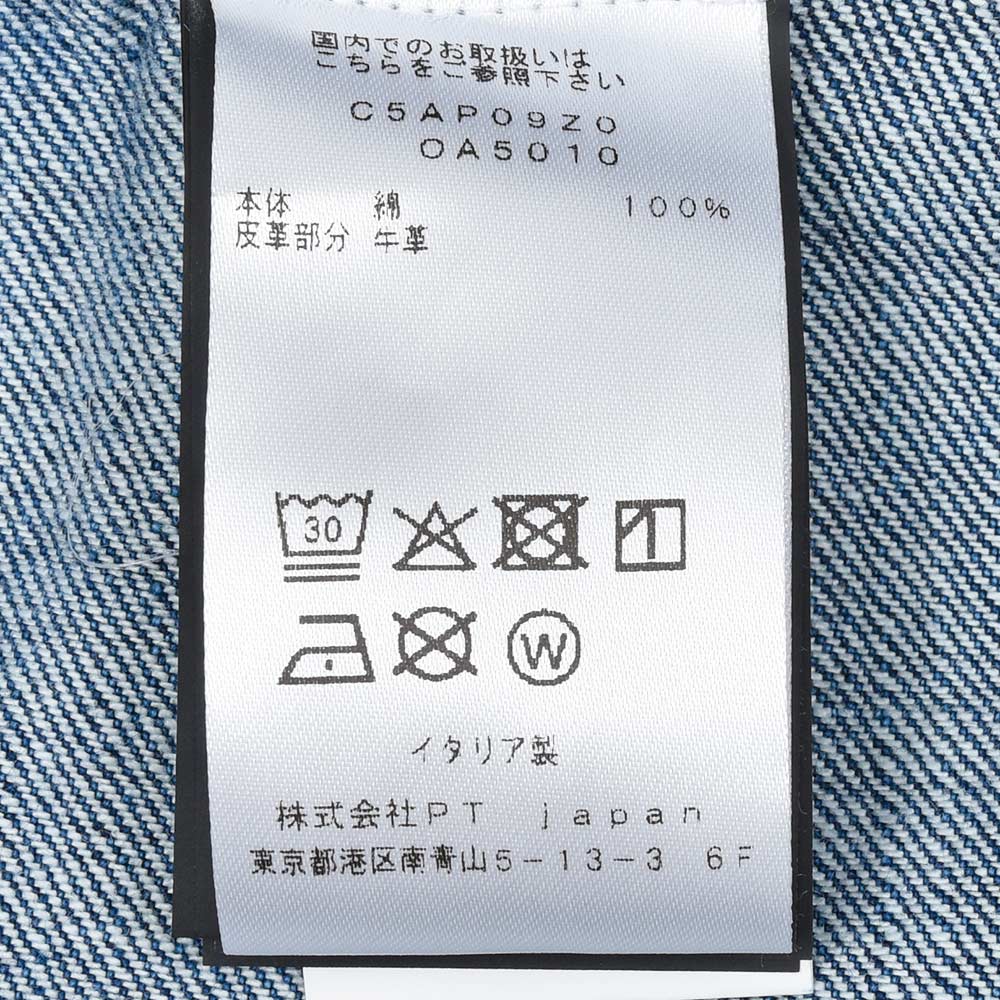 国内でのお取扱いは
こちらをご参照下さい
C5AP09Z0
0A5010
本体 綿 100%
皮革部分 牛革
30
W
イタリア製
株式会社PT japan
東京都港区南青山5-13-3 6F